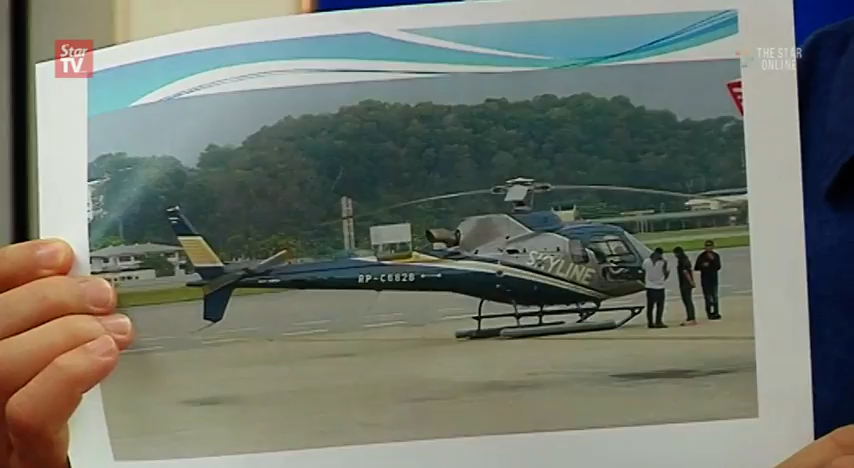 Star
TV
THE STAR
ONLINE
SKYLINE
RP-C6828